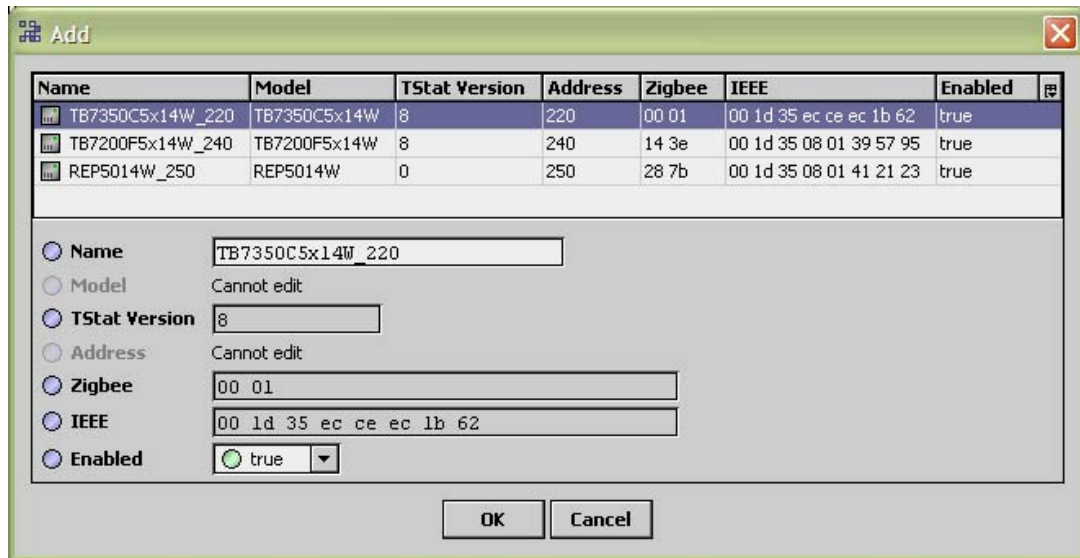 Add
Name Model TStat Version Address Zigbee IEEE Enabled
TB7350C5x14W_220 TB7350C5x14W 8 220 00 01 00 1d 35 ec ce ec 1b 62 true
TB7200F5x14W_240 TB7200F5x14W 8 240 14 3e 00 1d 35 08 01 39 57 95 true
REP5014W_250 REP5014W 0 250 28 7b 00 1d 35 08 01 41 21 23 true
Name TB7350C5x14W_220
Model Cannot edit
TStat Version 8
Address Cannot edit
Zigbee 00 01
IEEE 00 1d 35 ec ce ec 1b 62
Enabled true
OK Cancel